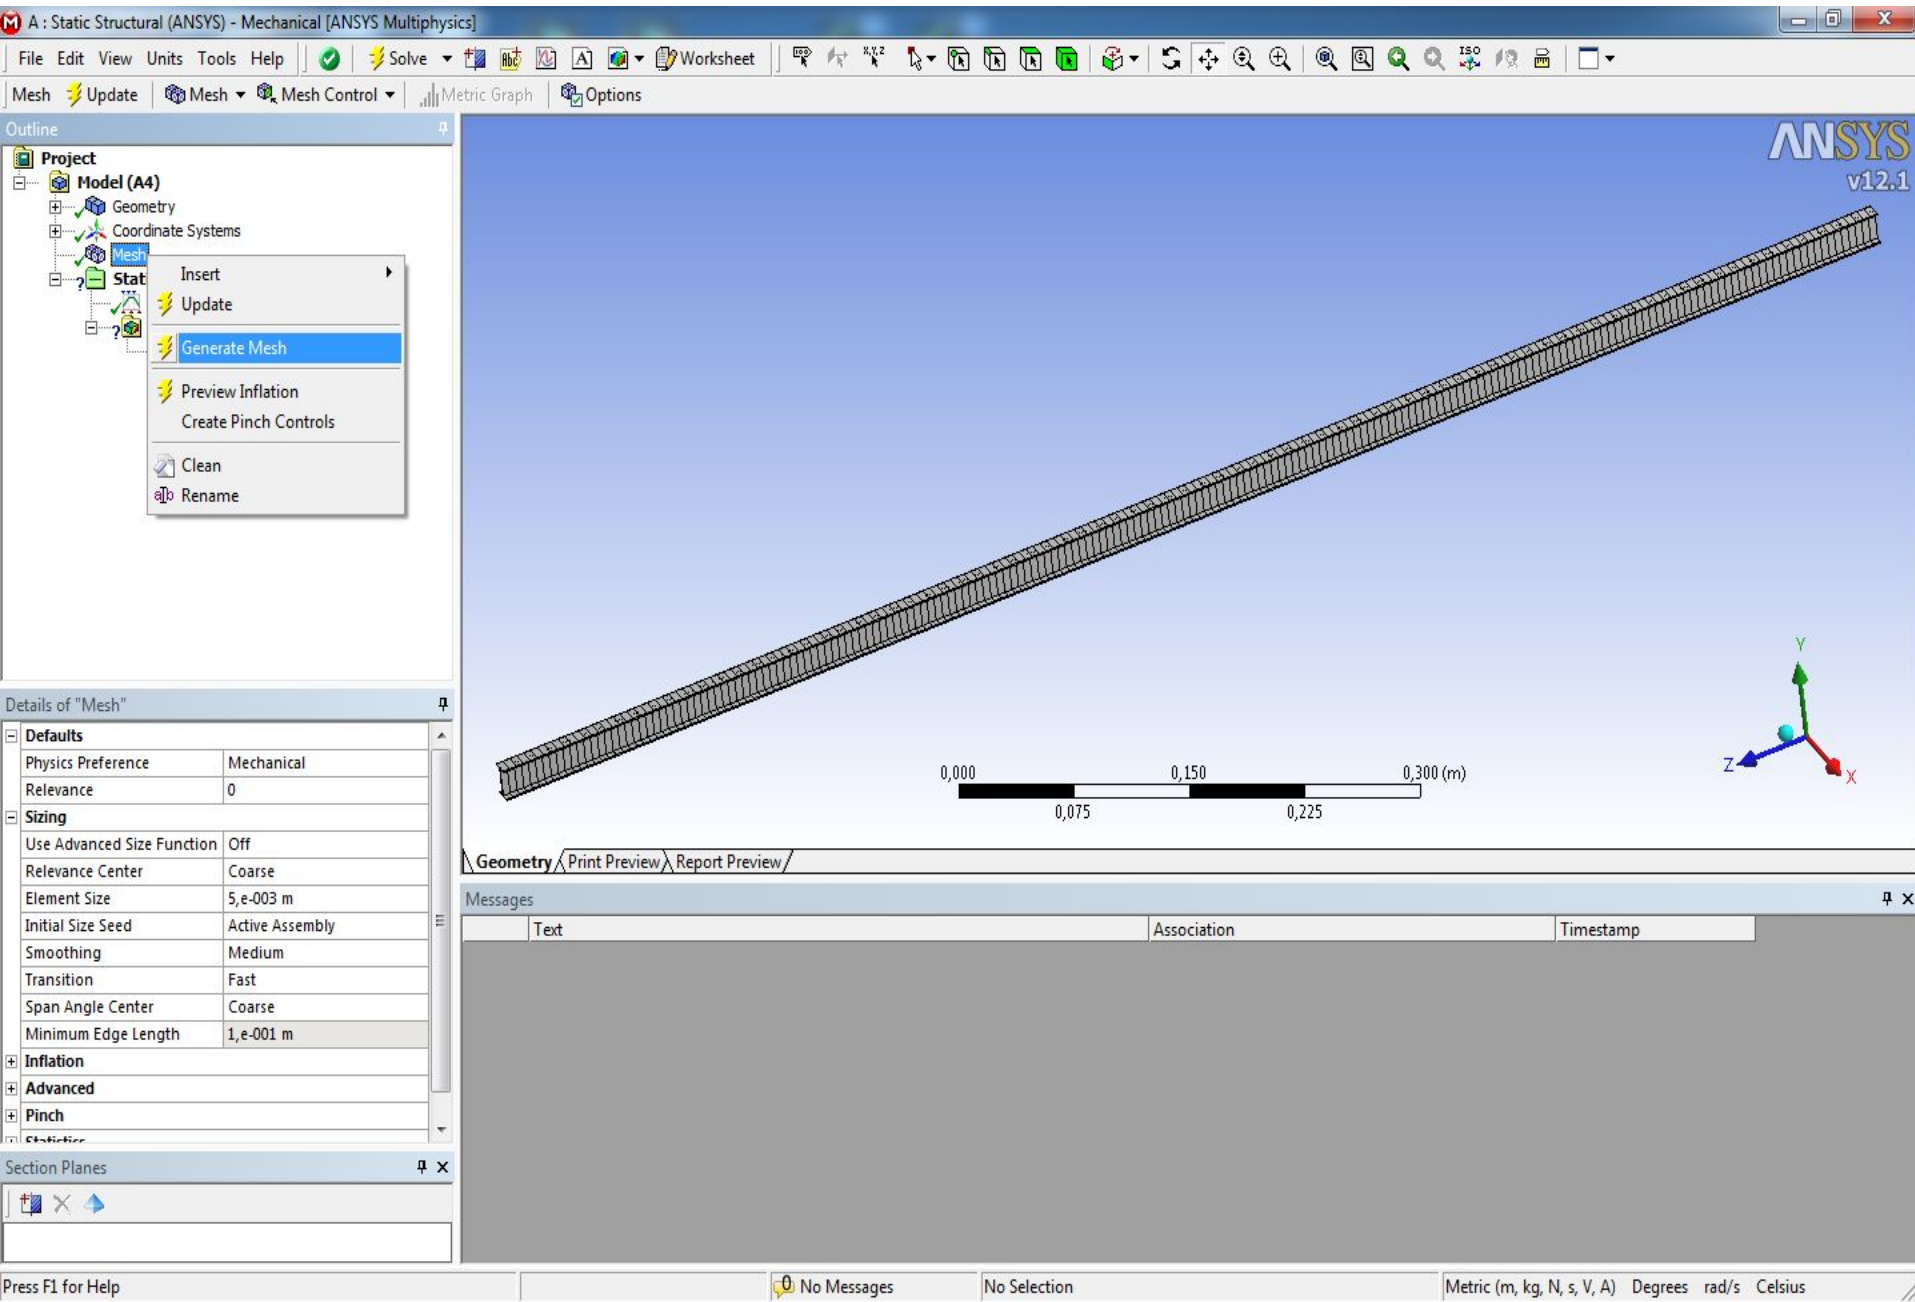 A : Static Structural (ANSYS) - Mechanical [ANSYS Multiphysics]
File Edit View Units Tools Help Solve Worksheet
Mesh Update Mesh Mesh Control Metric Graph Options
Outline
Project
Model (A4)
Geometry
Coordinate Systems
Mesh
Stat
Insert
Update
Generate Mesh
Preview Inflation
Create Pinch Controls
Clean
Rename
ANSYS
v12.1
Y
Z
X
0,000 0,150 0,300 (m)
0,075 0,225
Geometry Print Preview Report Preview
Details of "Mesh"
Defaults
Physics Preference Mechanical
Relevance 0
Sizing
Use Advanced Size Function Off
Relevance Center Coarse
Element Size 5,e-003 m
Initial Size Seed Active Assembly
Smoothing Medium
Transition Fast
Span Angle Center Coarse
Minimum Edge Length 1,e-001 m
Inflation
Advanced
Pinch
Statistics
Section Planes
Messages
Text Association Timestamp
Press F1 for Help 0 No Messages No Selection Metric (m, kg, N, s, V, A) Degrees rad/s Celsius